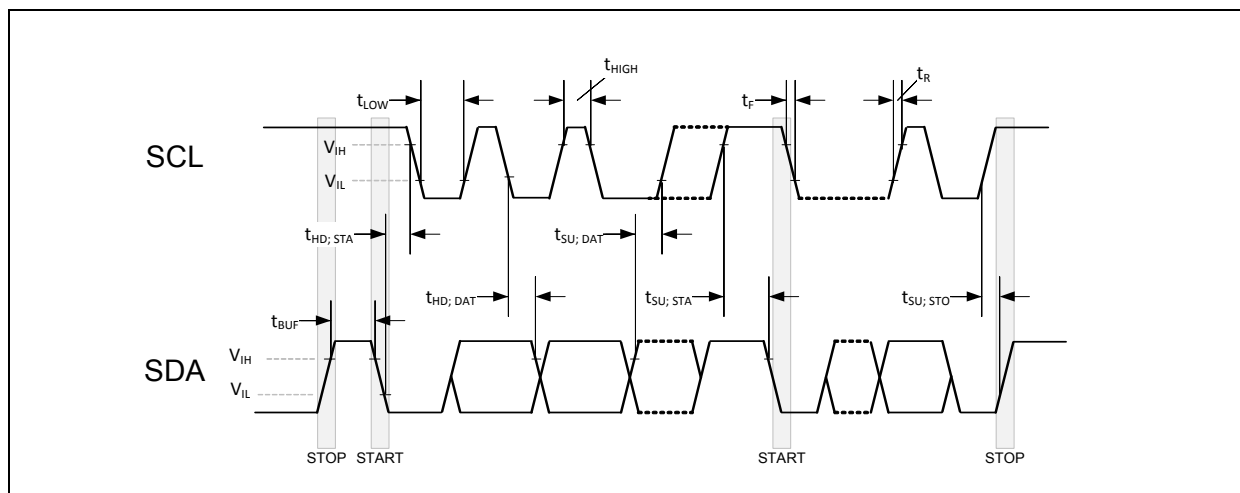 tHIGH
tR
tLOW
tF
SCL
VIH
VIL
tHD; STA
tSU; DAT
tHD; DAT
tSU; STA
tSU; STO
tBUF
VIH
SDA
VIL
STOP START START STOP